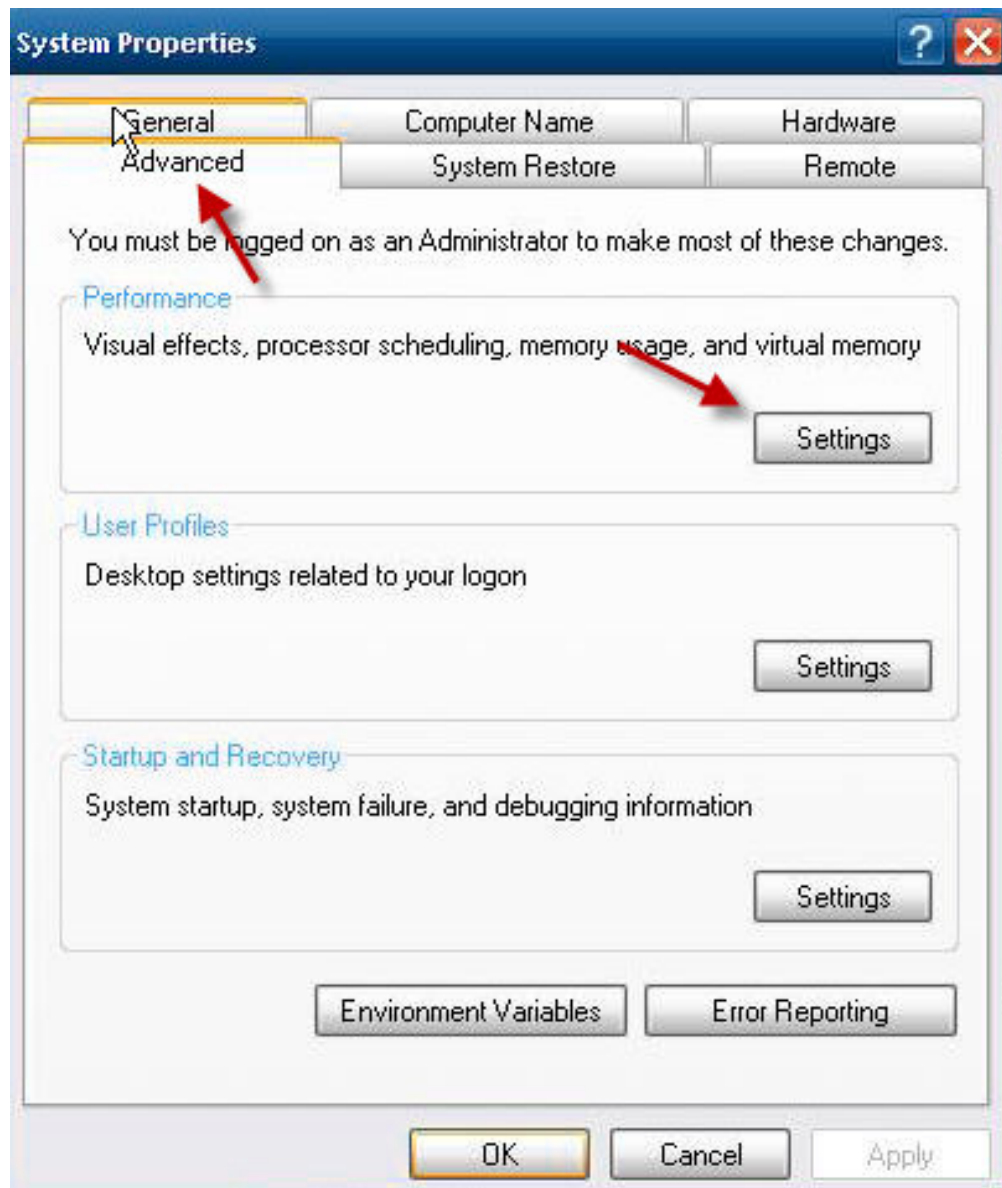 System Properties
General Computer Name Hardware
Advanced System Restore Remote
You must be logged on as an Administrator to make most of these changes.
Performance
Visual effects, processor scheduling, memory usage, and virtual memory
Settings
User Profiles
Desktop settings related to your logon
Settings
Startup and Recovery
System startup, system failure, and debugging information
Settings
Environment Variables Error Reporting
OK Cancel Apply